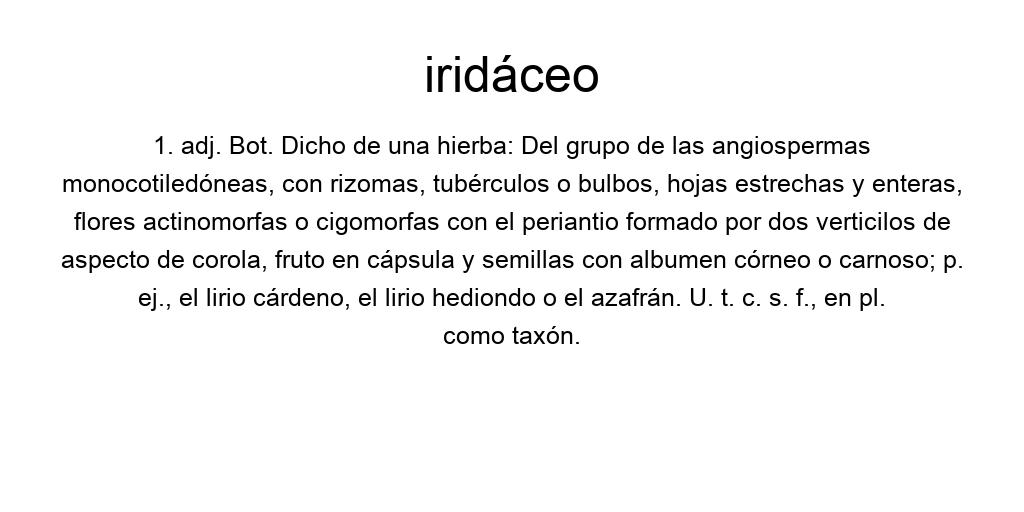 iridáceo
1. adj. Bot. Dicho de una hierba: Del grupo de las angiospermas
monocotiledóneas, con rizomas, tubérculos o bulbos, hojas estrechas y enteras,
flores actinomorfas o cigomorfas con el periantio formado por dos verticilos de
aspecto de corola, fruto en cápsula y semillas con albumen córneo o carnoso; p.
ej., el lirio cárdeno, el lirio hediondo o el azafrán. U. t. c. s. f., en pl.
como taxón.